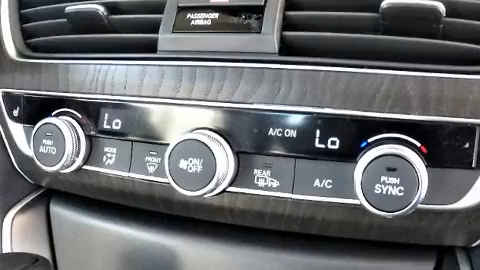 PASSENGER
AIRBAG
Lo
A/C ON
Lo
PUSH
AUTO
MODE
FRONT
ON/
OFF
REAR
A/C
PUSH
SYNC